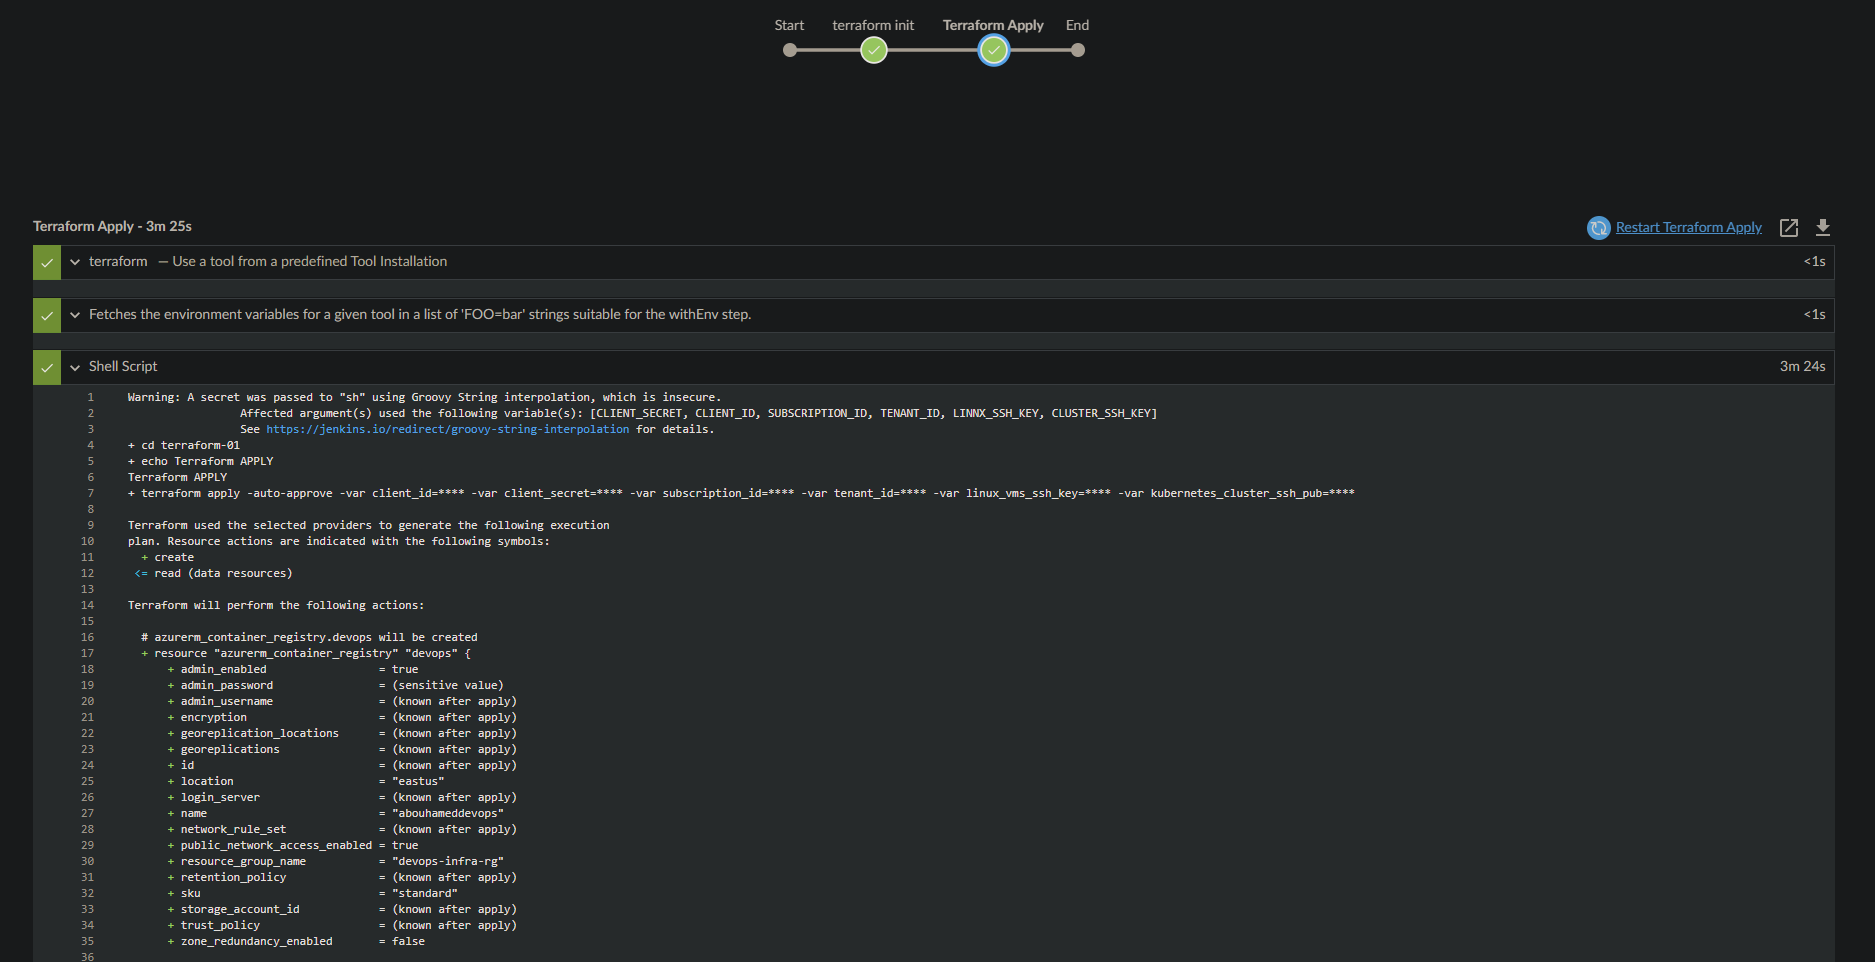 Start terraform init Terraform Apply End
Terraform Apply - 3m 25s
Restart Terraform Apply
terraform — Use a tool from a predefined Tool Installation <1s
Fetches the environment variables for a given tool in a list of 'FOO=bar' strings suitable for the withEnv step. <1s
Shell Script 3m 24s
1 Warning: A secret was passed to "sh" using Groovy String interpolation, which is insecure.
2 Affected argument(s) used the following variable(s): [CLIENT_SECRET, CLIENT_ID, SUBSCRIPTION_ID, TENANT_ID, LINNX_SSH_KEY, CLUSTER_SSH_KEY]
3 See https://jenkins.io/redirect/groovy-string-interpolation for details.
4 + cd terraform-01
5 + echo Terraform APPLY
6 Terraform APPLY
7 + terraform apply -auto-approve -var client_id=**** -var client_secret=**** -var subscription_id=**** -var tenant_id=**** -var linux_vms_ssh_key=**** -var kubernetes_cluster_ssh_pub=****
8
9 Terraform used the selected providers to generate the following execution
10 plan. Resource actions are indicated with the following symbols:
11 + create
12 <= read (data resources)
13
14 Terraform will perform the following actions:
15
16 # azurerm_container_registry.devops will be created
17 + resource "azurerm_container_registry" "devops" {
18 + admin_enabled = true
19 + admin_password = (sensitive value)
20 + admin_username = (known after apply)
21 + encryption = (known after apply)
22 + georeplication_locations = (known after apply)
23 + georeplications = (known after apply)
24 + id = (known after apply)
25 + location = "eastus"
26 + login_server = (known after apply)
27 + name = "abouhameddevops"
28 + network_rule_set = (known after apply)
29 + public_network_access_enabled = true
30 + resource_group_name = "devops-infra-rg"
31 + retention_policy = (known after apply)
32 + sku = "standard"
33 + storage_account_id = (known after apply)
34 + trust_policy = (known after apply)
35 + zone_redundancy_enabled = false
36